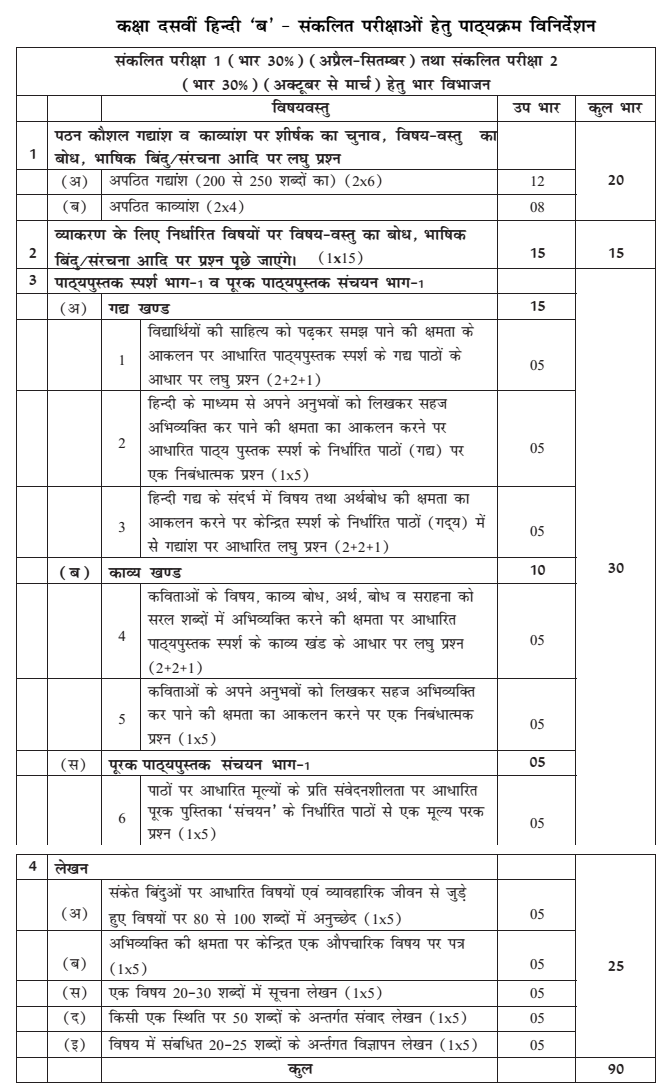 कक्षा दसवीं हिन्दी ‘ब’ - संकलित परीक्षाओं हेतु पाठ्यक्रम विनिर्देशन
संकलित परीक्षा 1 (भार 30%) (अप्रैल-सितम्बर) तथा संकलित परीक्षा 2
(भार 30%) (अक्टूबर से मार्च) हेतु भार विभाजन
विषयवस्तु उप भार कुल भार
1 पठन कौशल गद्यांश व काव्यांश पर शीर्षक का चुनाव, विषय-वस्तु का
बोध, भाषिक बिंदु/संरचना आदि पर लघु प्रश्न 20
(अ) अपठित गद्यांश (200 से 250 शब्दों का) (2x6) 12
(ब) अपठित काव्यांश (2x4) 08
2 व्याकरण के लिए निर्धारित विषयों पर विषय-वस्तु का बोध, भाषिक
बिंदु/संरचना आदि पर प्रश्न पूछे जाएंगे। (1x15) 15 15
3 पाठ्यपुस्तक स्पर्श भाग-1 व पूरक पाठ्यपुस्तक संचयन भाग-1
(अ) गद्य खण्ड 15
1 विद्यार्थियों की साहित्य को पढ़कर समझ पाने की क्षमता के
आकलन पर आधारित पाठ्यपुस्तक स्पर्श के गद्य पाठों के
आधार पर लघु प्रश्न (2+2+1) 05
2 हिन्दी के माध्यम से अपने अनुभवों को लिखकर सहज
अभिव्यक्ति कर पाने की क्षमता का आकलन करने पर
आधारित पाठ्य पुस्तक स्पर्श के निर्धारित पाठों (गद्य) पर
एक निबंधात्मक प्रश्न (1x5) 05
3 हिन्दी गद्य के संदर्भ में विषय तथा अर्थबोध की क्षमता का
आकलन करने पर केन्द्रित स्पर्श के निर्धारित पाठों (गद्य) में
से गद्यांश पर आधारित लघु प्रश्न (2+2+1) 05
(ब) काव्य खण्ड 10 30
4 कविताओं के विषय, काव्य बोध, अर्थ, बोध व सराहना को
सरल शब्दों में अभिव्यक्ति करने की क्षमता पर आधारित
पाठ्यपुस्तक स्पर्श के काव्य खंड के आधार पर लघु प्रश्न
(2+2+1) 05
5 कविताओं के अपने अनुभवों को लिखकर सहज अभिव्यक्ति
कर पाने की क्षमता का आकलन करने पर एक निबंधात्मक
प्रश्न (1x5) 05
(स) पूरक पाठ्यपुस्तक संचयन भाग-1 05
6 पाठों पर आधारित मूल्यों के प्रति संवेदनशीलता पर आधारित
पूरक पुस्तिका ‘संचयन’ के निर्धारित पाठों से एक मूल्य परक
प्रश्न (1x5) 05
4 लेखन 25
(अ) संकेत बिंदुओं पर आधारित विषयों एवं व्यावहारिक जीवन से जुड़े
हुए विषयों पर 80 से 100 शब्दों में अनुच्छेद (1x5) 05
(ब) अभिव्यक्ति की क्षमता पर केन्द्रित एक औपचारिक विषय पर पत्र
(1x5) 05
(स) एक विषय 20-30 शब्दों में सूचना लेखन (1x5) 05
(द) किसी एक स्थिति पर 50 शब्दों के अन्तर्गत संवाद लेखन (1x5) 05
(इ) विषय में संबधित 20-25 शब्दों के अर्न्तगत विज्ञापन लेखन (1x5) 05
कुल 90